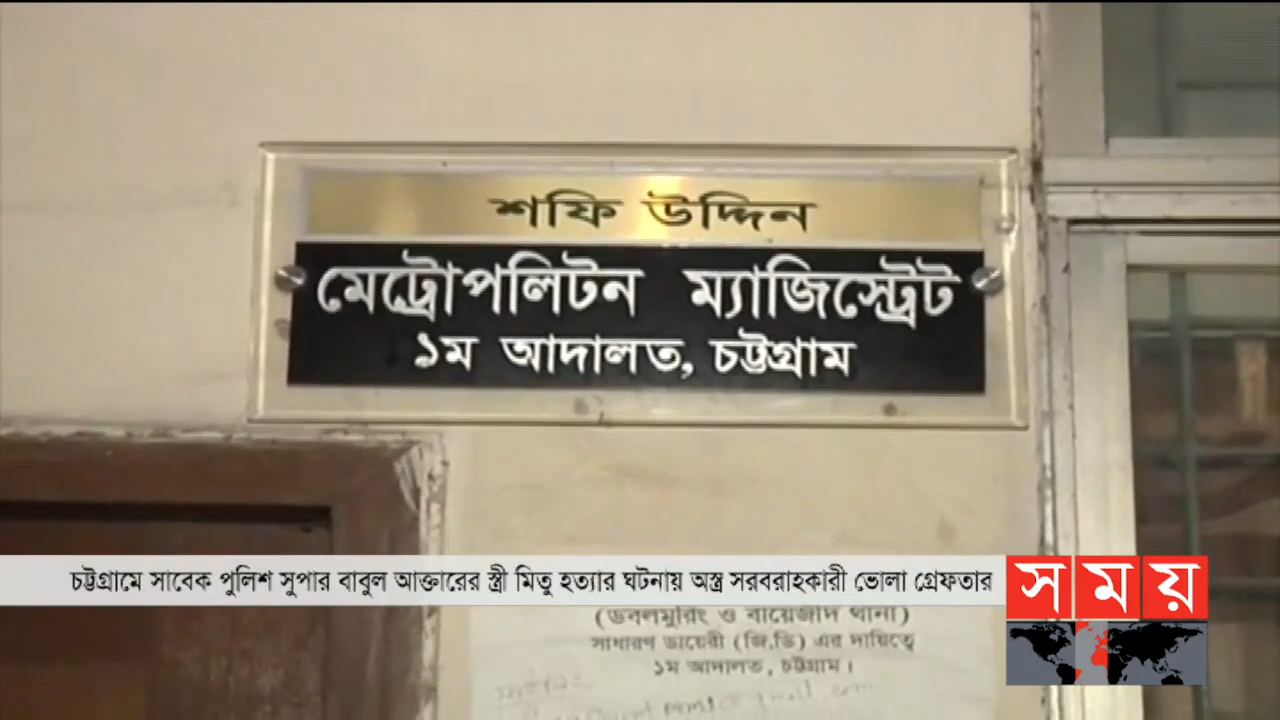 শফি উদ্দিন
মেট্রোপলিটন ম্যাজিস্ট্রেট
১ম আদালত, চট্টগ্রাম
চট্টগ্রামে সাবেক পুলিশ সুপার বাবুল আক্তারের স্ত্রী মিতু হত্যার ঘটনায় অস্ত্র সরবরাহকারী ভোলা গ্রেফতার
সময়
(ডবলমুরিং ও বায়েজিদ থানা)
সাধারণ ডায়েরী (জি,ডি) এর দায়িত্বে
১ম আদালত, চট্টগ্রাম।